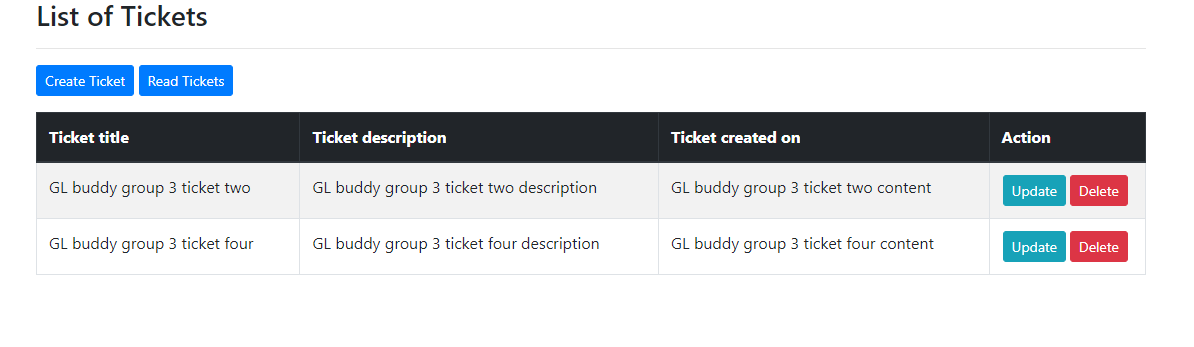 List of Tickets
Create Ticket Read Tickets
Ticket title Ticket description Ticket created on Action
GL buddy group 3 ticket two GL buddy group 3 ticket two description GL buddy group 3 ticket two content Update Delete
GL buddy group 3 ticket four GL buddy group 3 ticket four description GL buddy group 3 ticket four content Update Delete